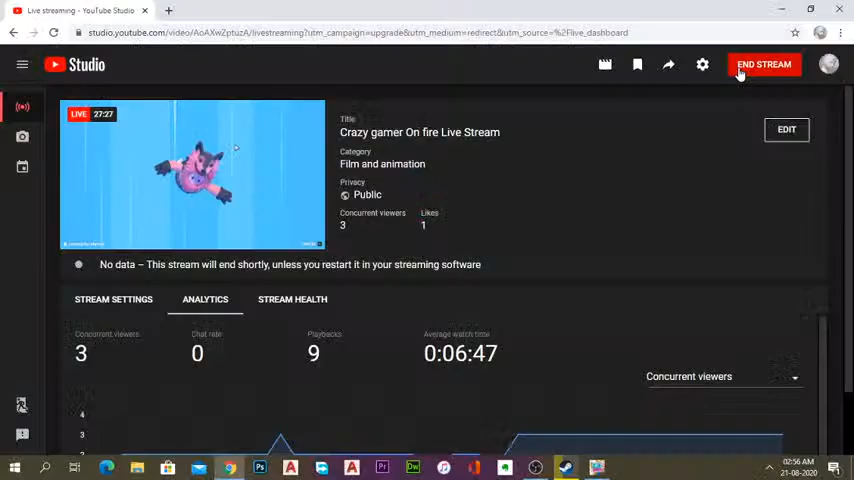 Live streaming - YouTube Studio
studio.youtube.com/video/AoAXwZptuzA/livestreaming?utm_campaign=upgrade&utm_medium=redirect&utm_source=%2Flive_dashboard
Studio
END STREAM
LIVE 27:27
Title
Crazy gamer On fire Live Stream
EDIT
Category
Film and animation
Privacy
Public
Concurrent viewers Likes
3 1
No data – This stream will end shortly, unless you restart it in your streaming software
STREAM SETTINGS ANALYTICS STREAM HEALTH
Concurrent viewers Chat rate Playbacks Average watch time
3 0 9 0:06:47
Concurrent viewers
4
3
Ps Pr Dw
02:56 AM
21-08-2020